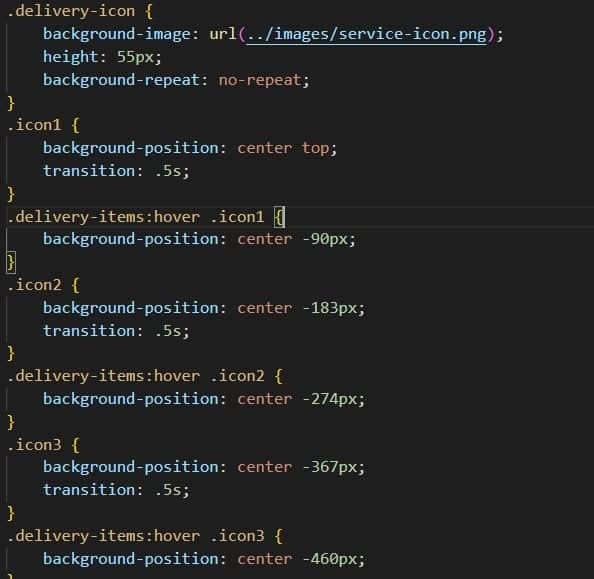 .delivery-icon {
    background-image: url(../images/service-icon.png);
    height: 55px;
    background-repeat: no-repeat;
}
.icon1 {
    background-position: center top;
    transition: .5s;
}
.delivery-items:hover .icon1 {
    background-position: center -90px;
}
.icon2 {
    background-position: center -183px;
    transition: .5s;
}
.delivery-items:hover .icon2 {
    background-position: center -274px;
}
.icon3 {
    background-position: center -367px;
    transition: .5s;
}
.delivery-items:hover .icon3 {
    background-position: center -460px;
}